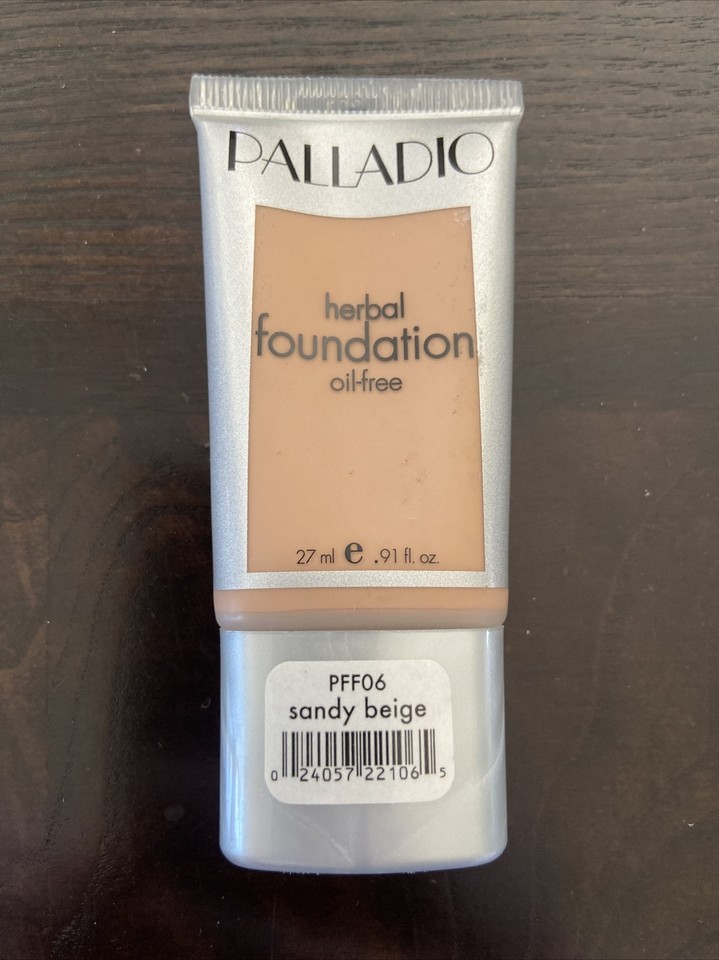 PALLADIO
herbal
foundation
oil-free
27 ml e .91 fl. oz.
PFF06
sandy beige
0 24057 22106 5